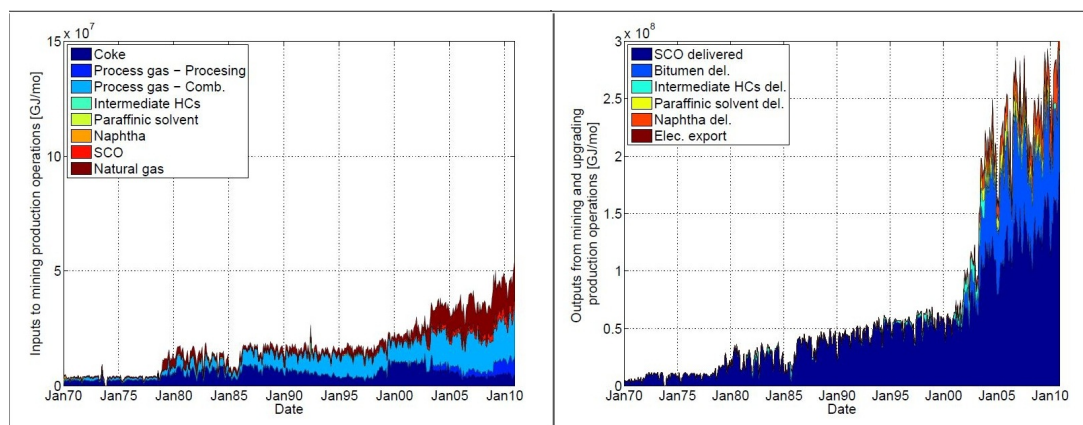 15 x 10^7
Coke
Process gas − Procesing
Process gas − Comb.
Intermediate HCs
Paraffinic solvent
Naphtha
SCO
Natural gas
10
5
0
Inputs to mining production operations [GJ/mo]
Jan70 Jan75 Jan80 Jan85 Jan90 Jan95 Jan00 Jan05 Jan10
Date
3 x 10^8
SCO delivered
Bitumen del.
Intermediate HCs del.
Paraffinic solvent del.
Naphtha del.
Elec. export
2.5
2
1.5
1
0.5
0
Outputs from mining and upgrading
production operations [GJ/mo]
Jan70 Jan75 Jan80 Jan85 Jan90 Jan95 Jan00 Jan05 Jan10
Date